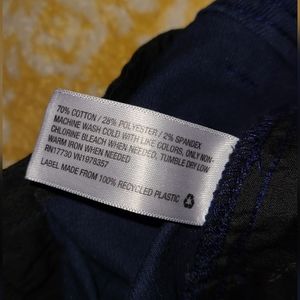 70% COTTON / 28% POLYESTER / 2% SPANDEX
MACHINE WASH COLD WITH LIKE COLORS, ONLY NON-
CHLORINE BLEACH WHEN NEEDED, TUMBLE DRY LOW
WARM IRON WHEN NEEDED
RN17730 VN1978357
LABEL MADE FROM 100% RECYCLED PLASTIC